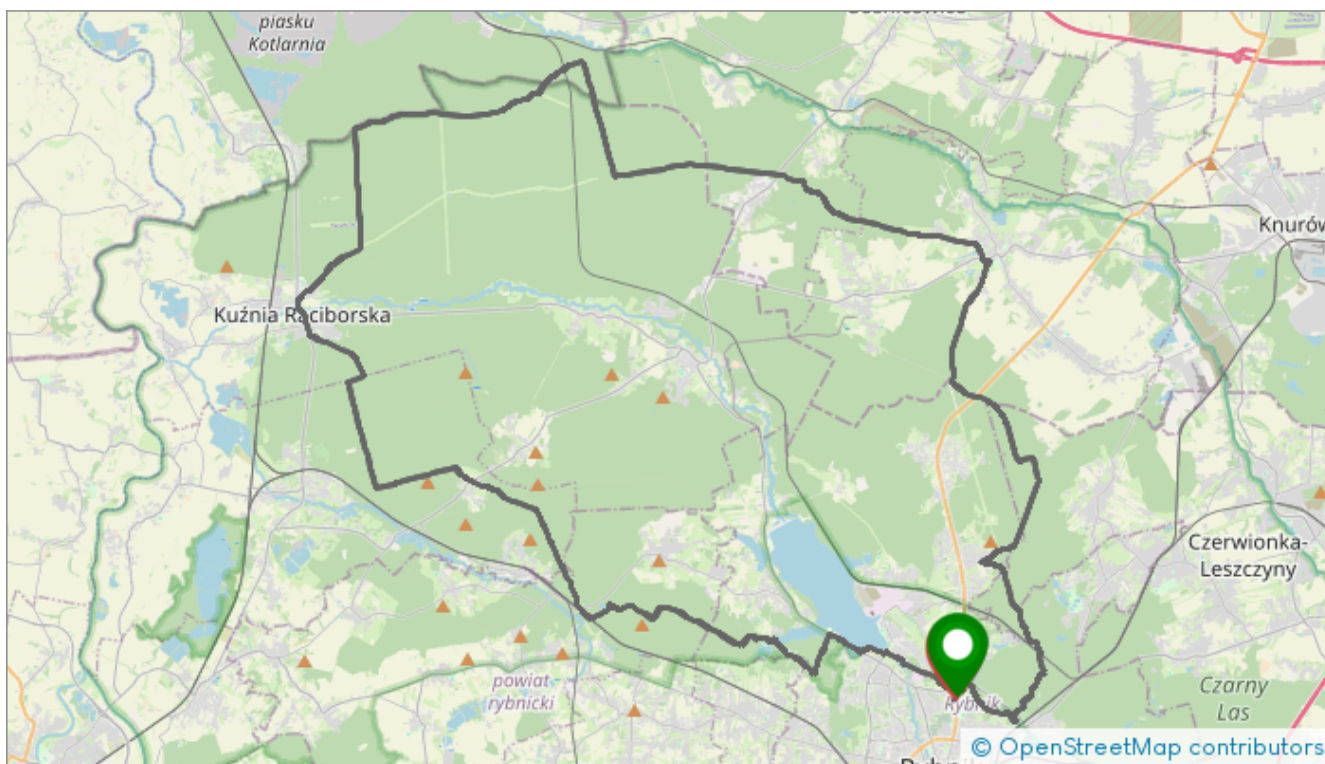 piasku
Kotlarnia
Knurów
Kuźnia Raciborska
Czerwionka-
Leszczyny
powiat
rybnicki
Rybnik
Czarny
Las
© OpenStreetMap contributors